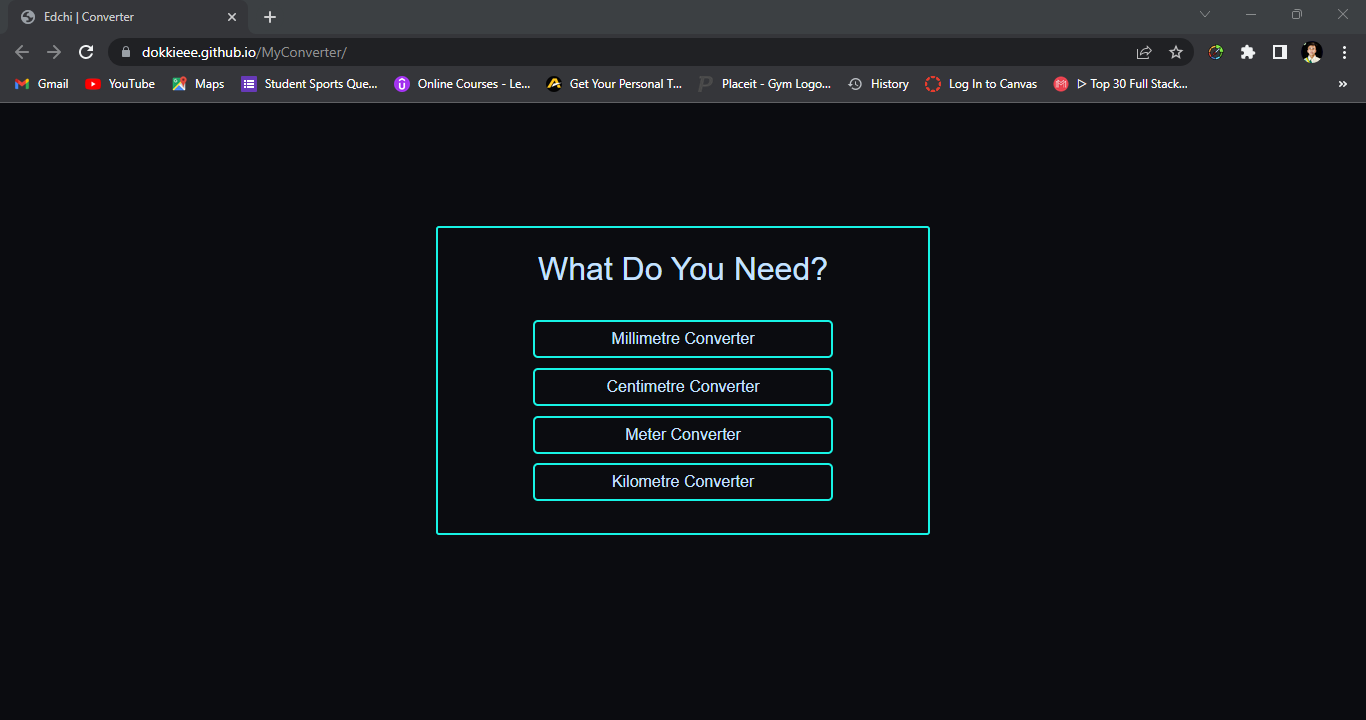 Edchi | Converter
dokkieee.github.io/MyConverter/
Gmail YouTube Maps Student Sports Que... Online Courses - Le... Get Your Personal T... Placeit - Gym Logo... History Log In to Canvas ᐅ Top 30 Full Stack... »
What Do You Need?
Millimetre Converter
Centimetre Converter
Meter Converter
Kilometre Converter